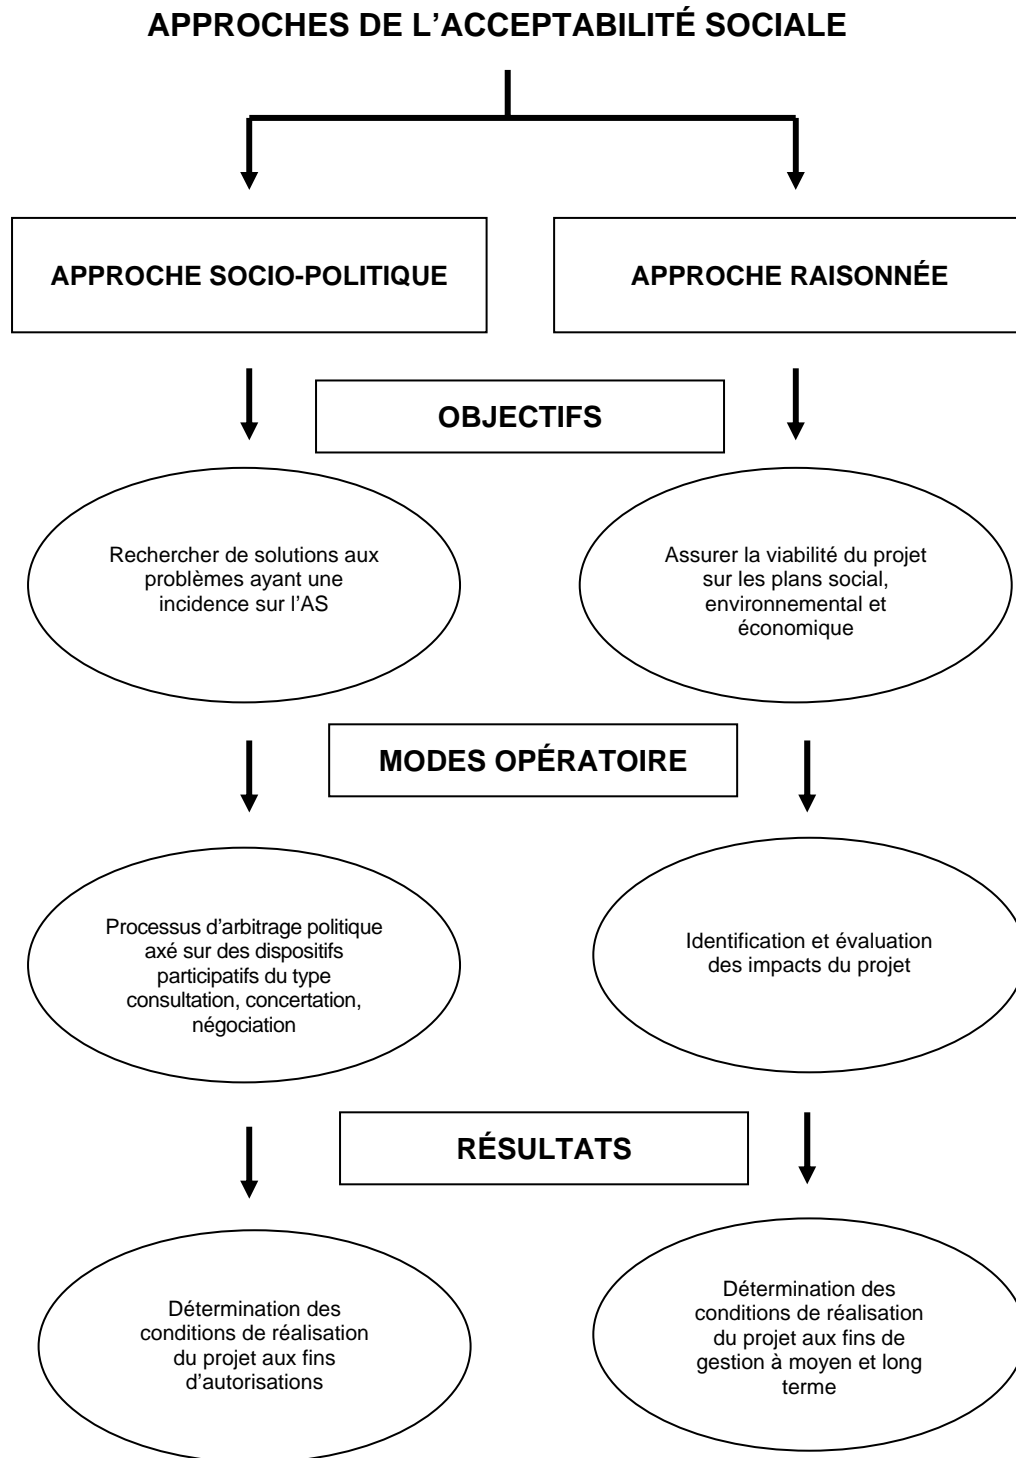 APPROCHES DE L'ACCEPTABILITÉ SOCIALE
APPROCHE SOCIO-POLITIQUE
APPROCHE RAISONNÉE
OBJECTIFS
Rechercher de solutions aux
problèmes ayant une
incidence sur l'AS
Assurer la viabilité du projet
sur les plans social,
environnemental et
économique
MODES OPÉRATOIRE
Processus d'arbitrage politique
axé sur des dispositifs
participatifs du type
consultation, concertation,
négociation
Identification et évaluation
des impacts du projet
RÉSULTATS
Détermination des
conditions de réalisation
du projet aux fins
d'autorisations
Détermination des
conditions de réalisation
du projet aux fins de
gestion à moyen et long
terme